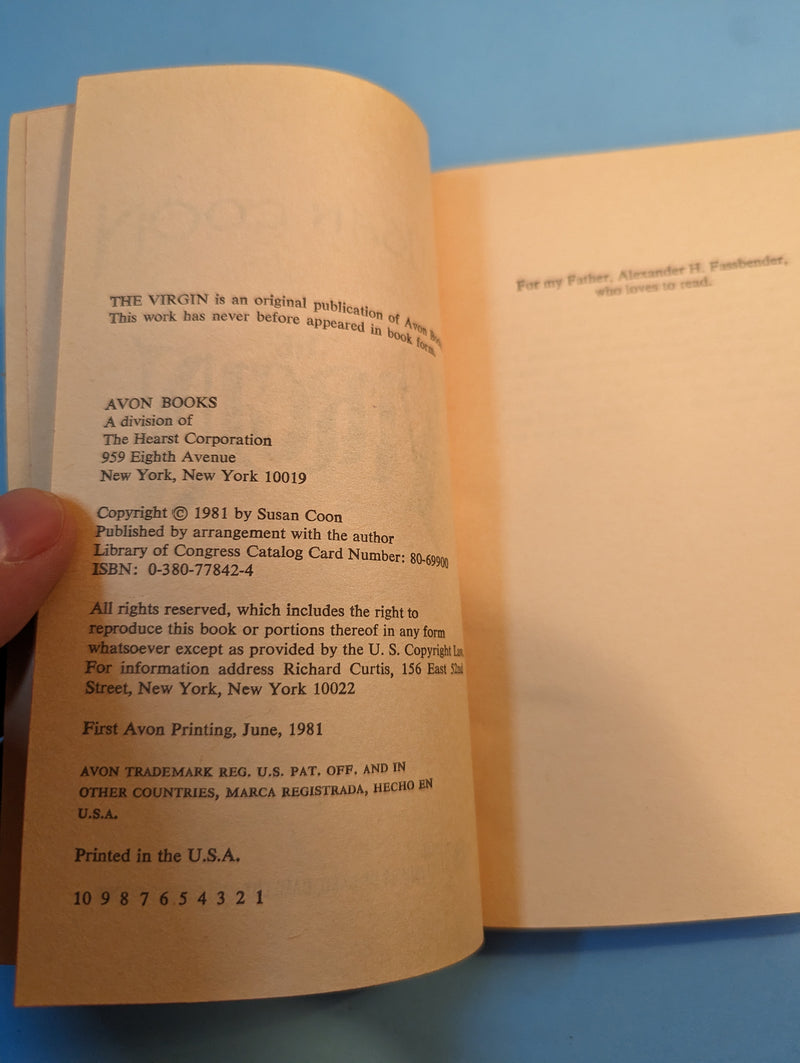 THE VIRGIN is an original publication of Avon Books.
This work has never before appeared in book form.
AVON BOOKS
A division of
The Hearst Corporation
959 Eighth Avenue
New York, New York 10019
Copyright © 1981 by Susan Coon
Published by arrangement with the author
Library of Congress Catalog Card Number: 80-69900
ISBN: 0-380-77842-4
All rights reserved, which includes the right to
reproduce this book or portions thereof in any form
whatsoever except as provided by the U. S. Copyright Law.
For information address Richard Curtis, 156 East 52nd
Street, New York, New York 10022
First Avon Printing, June, 1981
AVON TRADEMARK REG. U.S. PAT. OFF. AND IN
OTHER COUNTRIES, MARCA REGISTRADA, HECHO EN
U.S.A.
Printed in the U.S.A.
10 9 8 7 6 5 4 3 2 1
For my Father, Alexander H. Fassbender,
who loves to read.